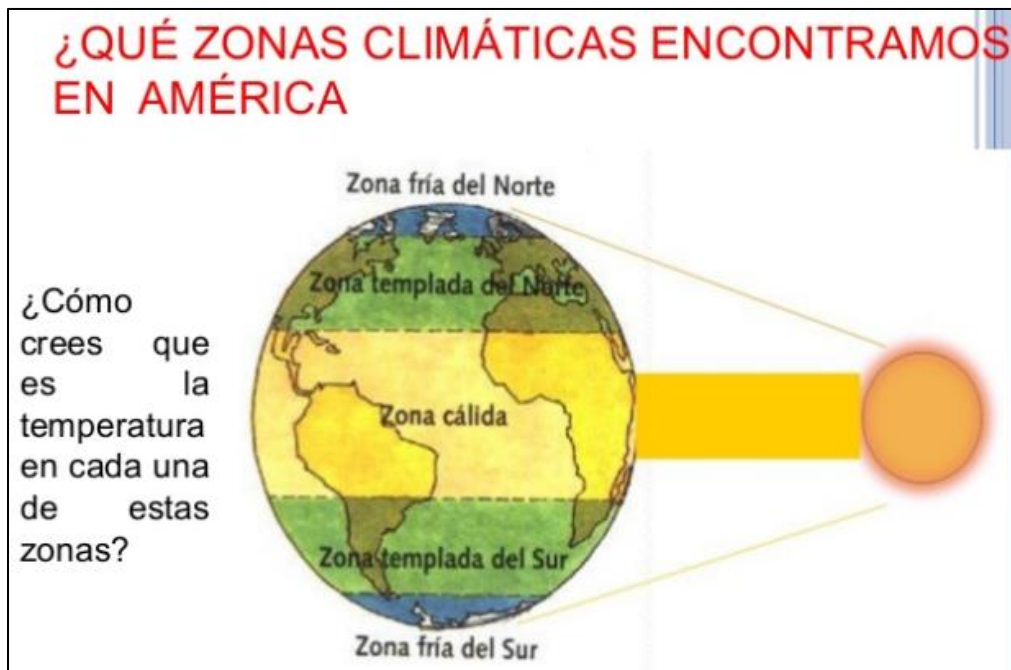 ¿QUÉ ZONAS CLIMÁTICAS ENCONTRAMOS
EN AMÉRICA
Zona fría del Norte
Zona templada del Norte
¿Cómo
crees que
es la
temperatura
en cada una
de estas
zonas?
Zona cálida
Zona templada del Sur
Zona fría del Sur